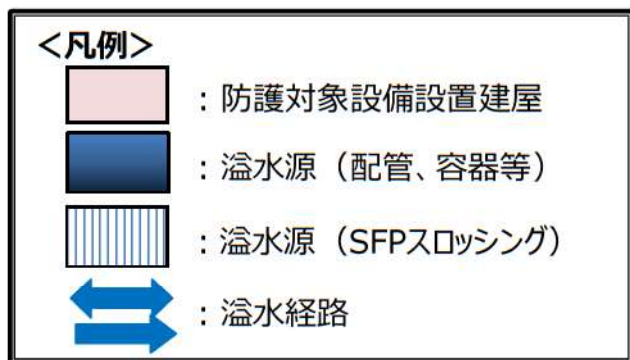 ＜凡例＞
：防護対象設備設置建屋
：溢水源（配管、容器等）
：溢水源（SFPスロッシング）
：溢水経路